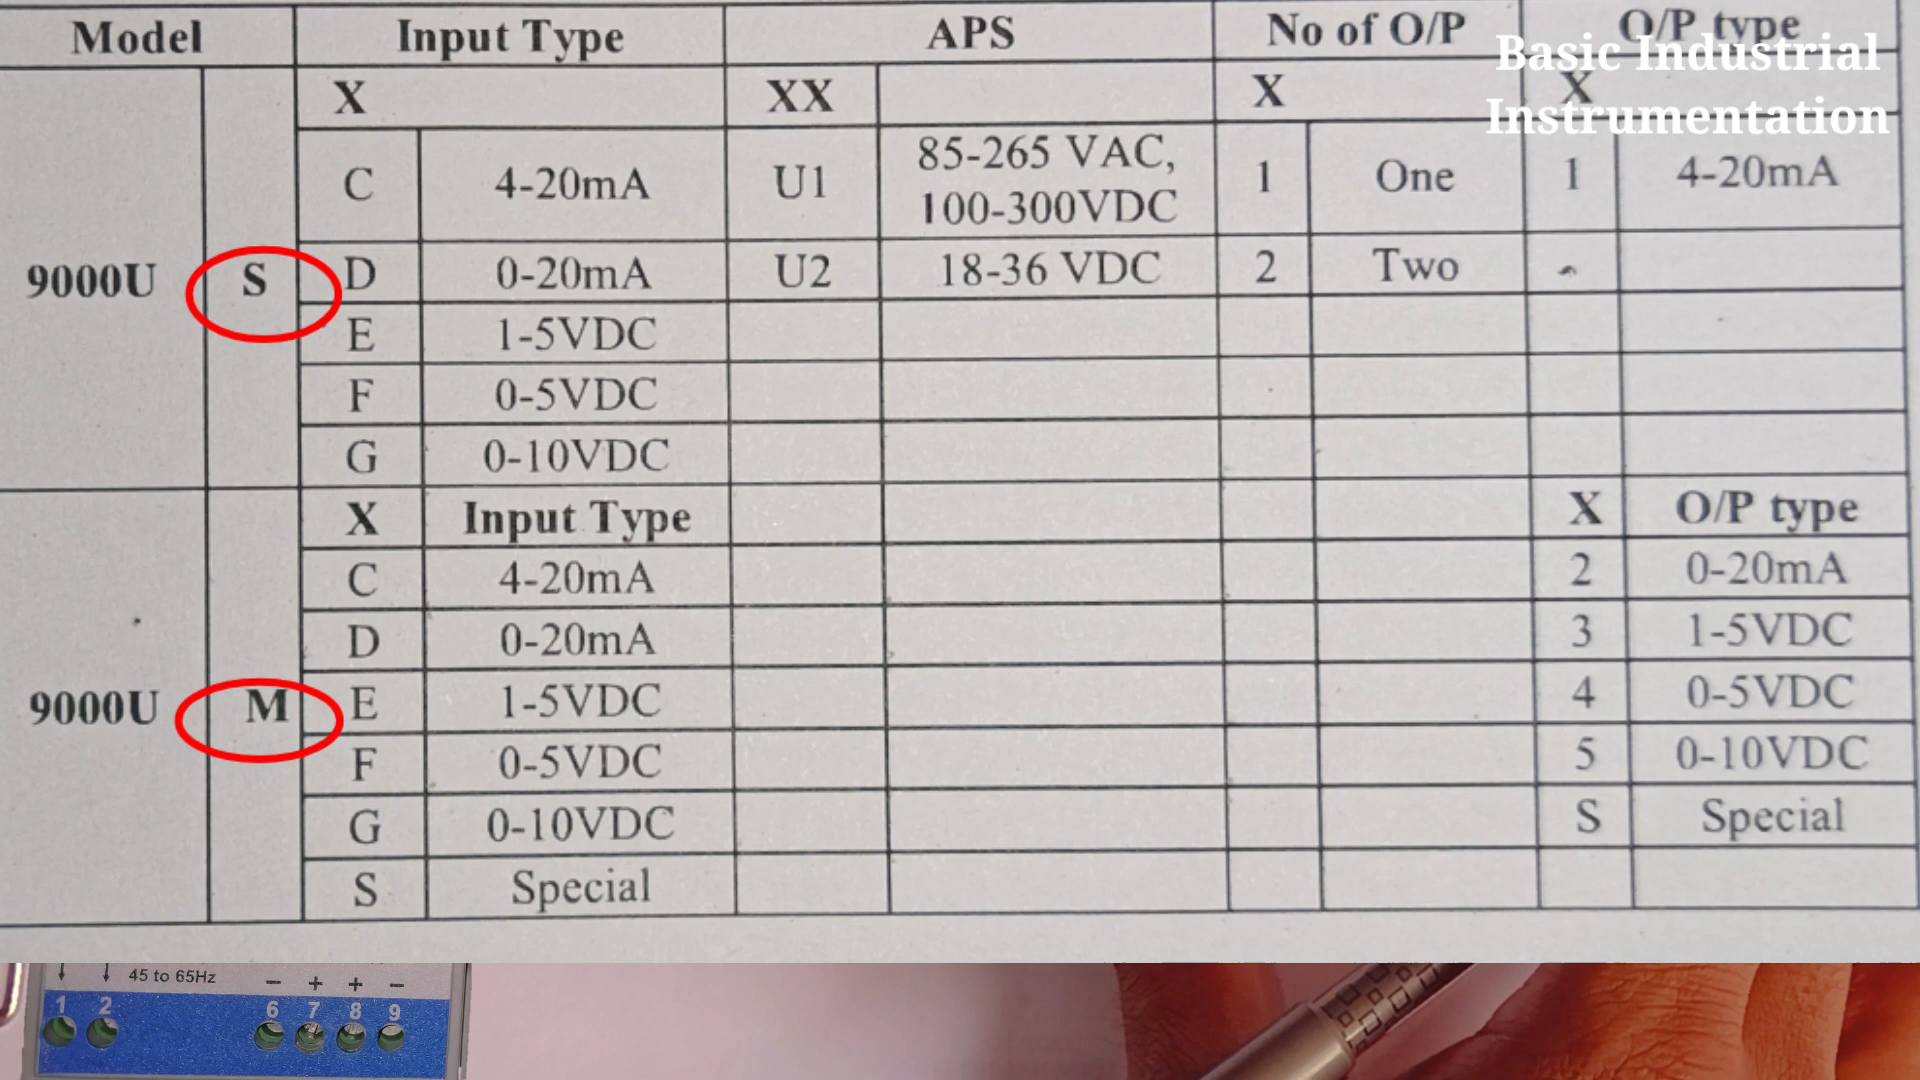 Model Input Type APS No of O/P O/P type
Basic Industrial
Instrumentation
X XX X X
C 4-20mA U1 85-265 VAC, 100-300VDC 1 One 1 4-20mA
9000U S D 0-20mA U2 18-36 VDC 2 Two -
E 1-5VDC
F 0-5VDC
G 0-10VDC
X Input Type X O/P type
C 4-20mA 2 0-20mA
D 0-20mA 3 1-5VDC
9000U M E 1-5VDC 4 0-5VDC
F 0-5VDC 5 0-10VDC
G 0-10VDC S Special
S Special
↓ ↓ 45 to 65Hz - + + -
1 2 6 7 8 9